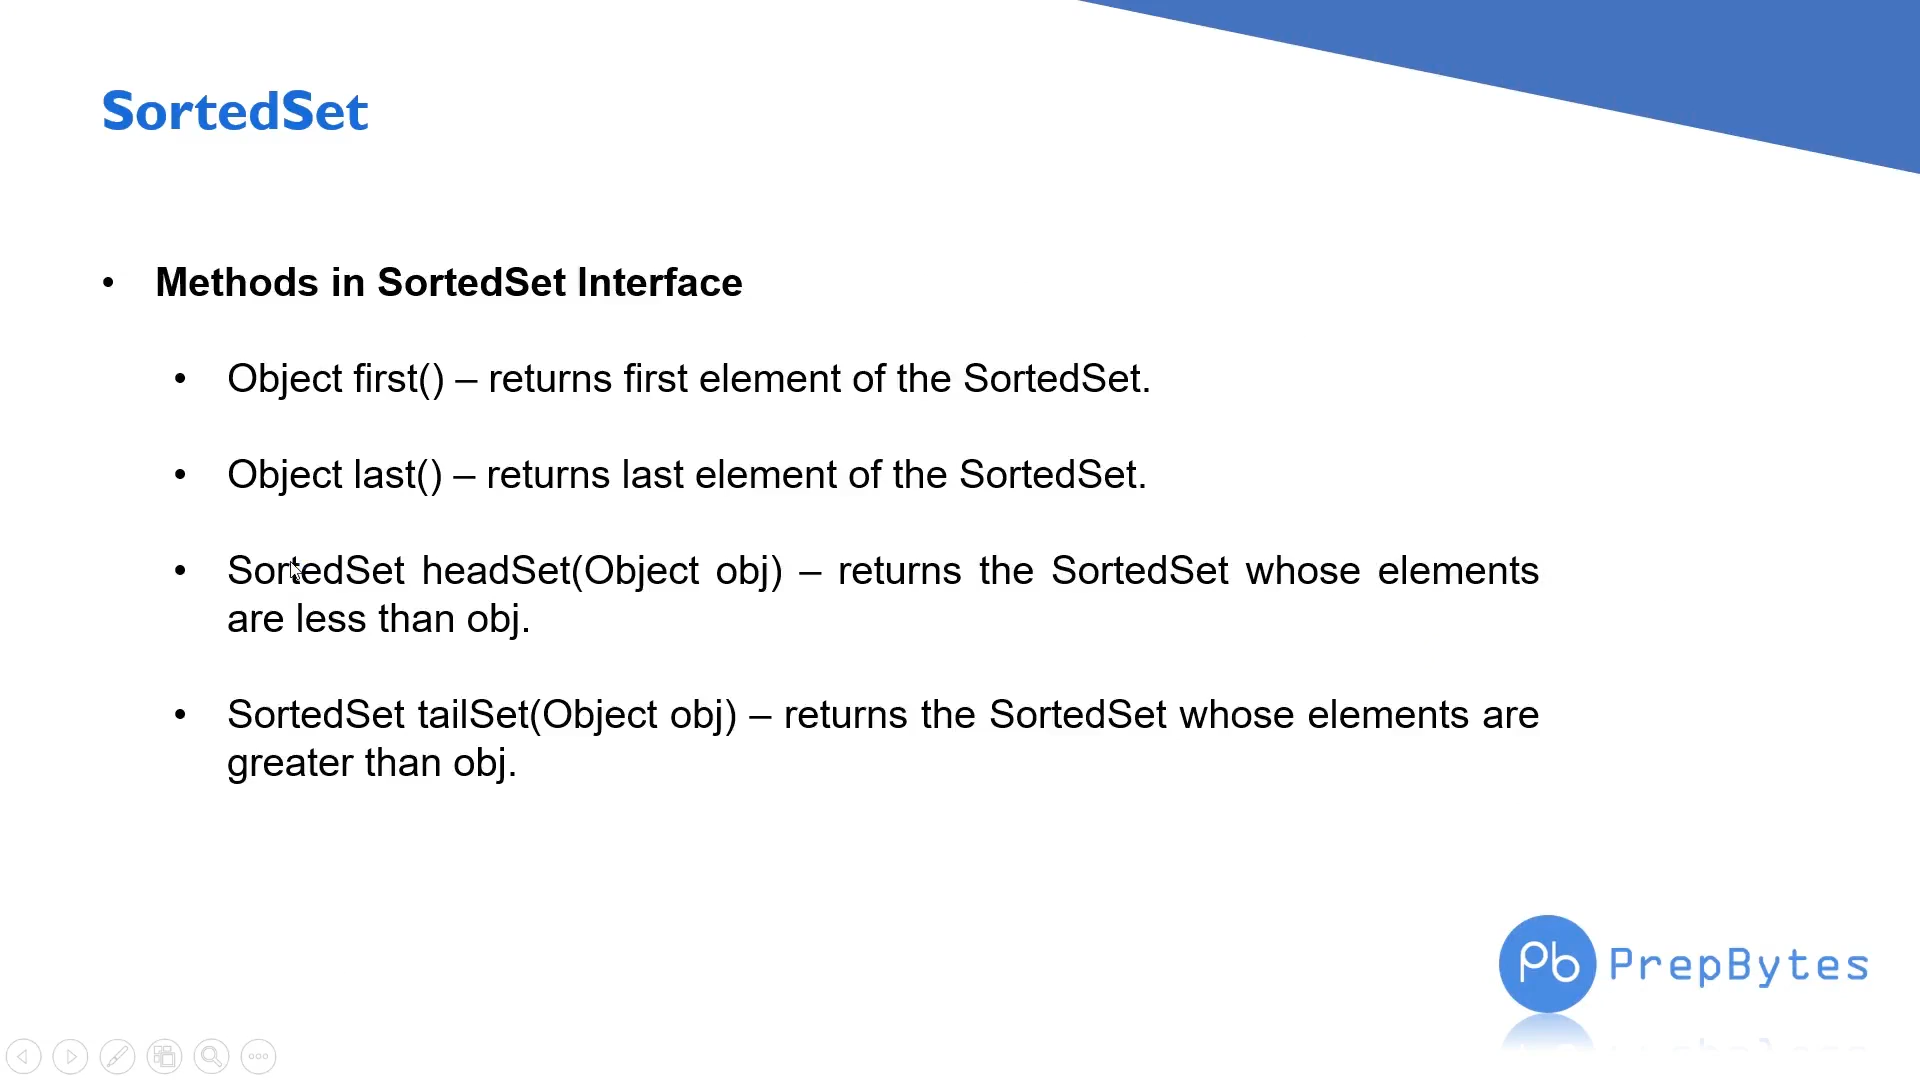 SortedSet
• Methods in SortedSet Interface
• Object first() – returns first element of the SortedSet.
• Object last() – returns last element of the SortedSet.
• SortedSet headSet(Object obj) – returns the SortedSet whose elements
are less than obj.
• SortedSet tailSet(Object obj) – returns the SortedSet whose elements are
greater than obj.
Pb PrepBytes